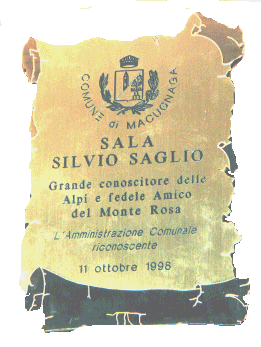 COMUNE di MACUGNAGA
SALA
SILVIO SAGLIO
Grande conoscitore delle
Alpi e fedele Amico
del Monte Rosa
L'Amministrazione Comunale
riconoscente
11 ottobre 1998